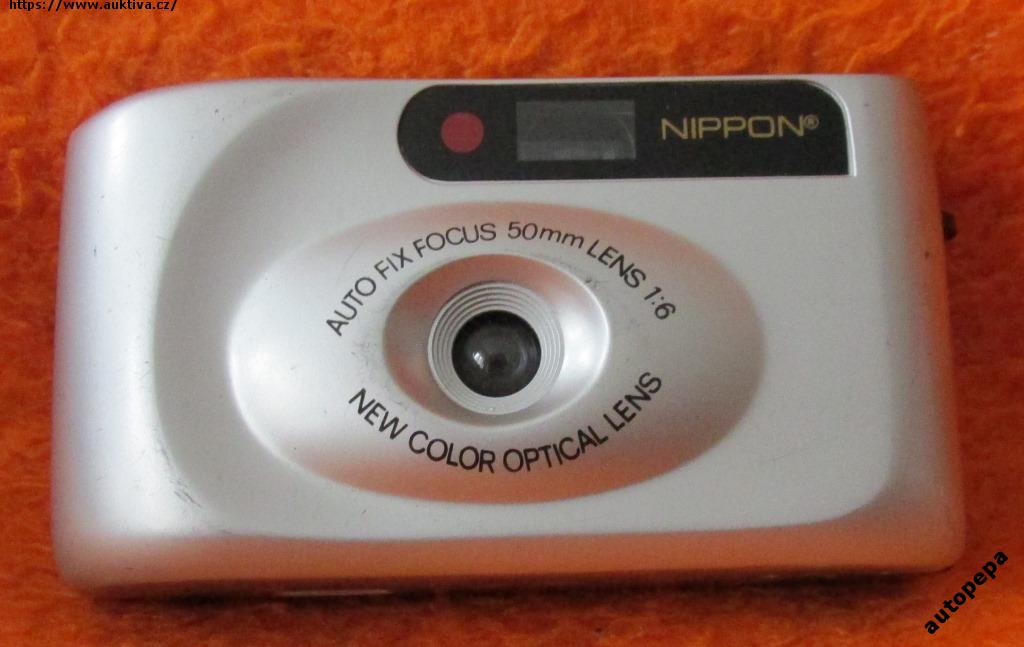 https://www.auktiva.cz/
NIPPON®
AUTO FIX FOCUS 50mm LENS 1:6
NEW COLOR OPTICAL LENS
autopepa